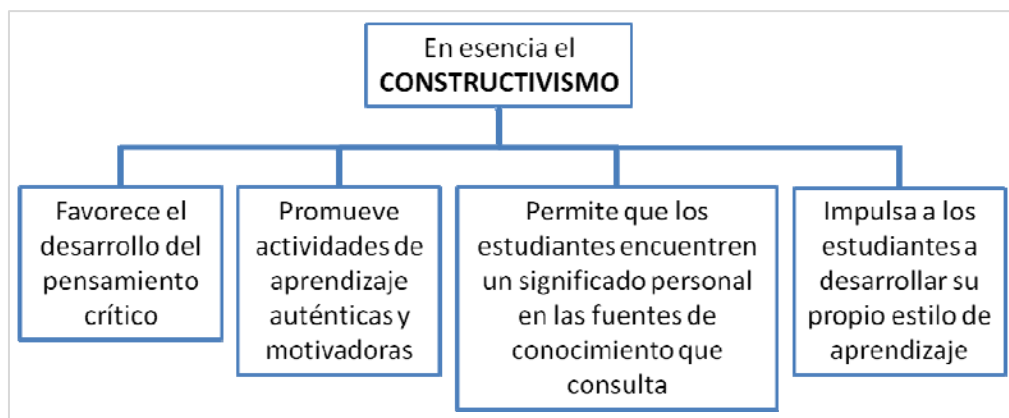 En esencia el
CONSTRUCTIVISMO
Favorece el
desarrollo del
pensamiento
crítico
Promueve
actividades de
aprendizaje
auténticas y
motivadoras
Permite que los
estudiantes encuentren
un significado personal
en las fuentes de
conocimiento que
consulta
Impulsa a los
estudiantes a
desarrollar su
propio estilo de
aprendizaje